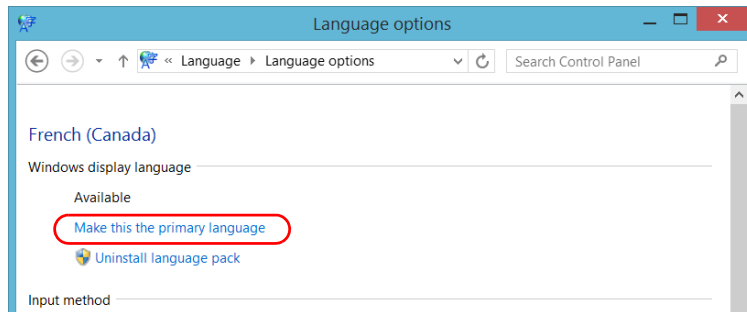 Language options
« Language ▸ Language options
Search Control Panel
French (Canada)
Windows display language
Available
Make this the primary language
Uninstall language pack
Input method